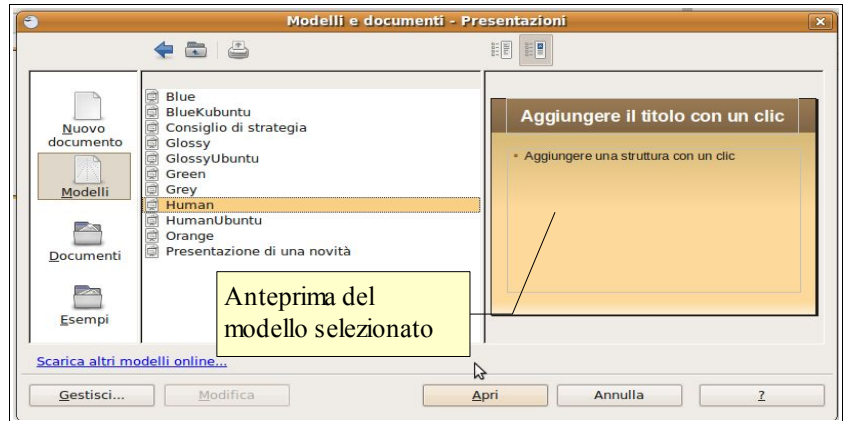 Modelli e documenti - Presentazioni
Nuovo
documento
Modelli
Documenti
Esempi
Blue
BlueKubuntu
Consiglio di strategia
Glossy
GlossyUbuntu
Green
Grey
Human
HumanUbuntu
Orange
Presentazione di una novità
Aggiungere il titolo con un clic
• Aggiungere una struttura con un clic
Anteprima del
modello selezionato
Scarica altri modelli online...
Gestisci...
Modifica
Apri
Annulla
?